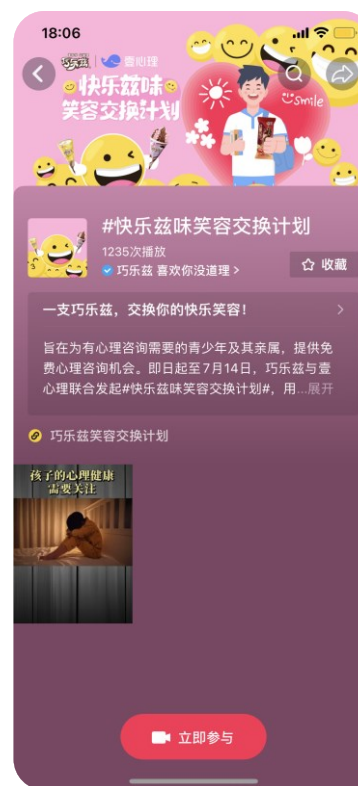 18:06
巧乐兹 壹心理
快乐兹味
笑容交换计划
Smile
#快乐兹味笑容交换计划
1235次播放
巧乐兹 喜欢你没道理 >
收藏
一支巧乐兹，交换你的快乐笑容！
旨在为有心理咨询需要的青少年及其亲属，提供免
费心理咨询机会。即日起至7月14日，巧乐兹与壹
心理联合发起#快乐兹味笑容交换计划#，用...展开
巧乐兹笑容交换计划
孩子的心理健康
需要关注
立即参与